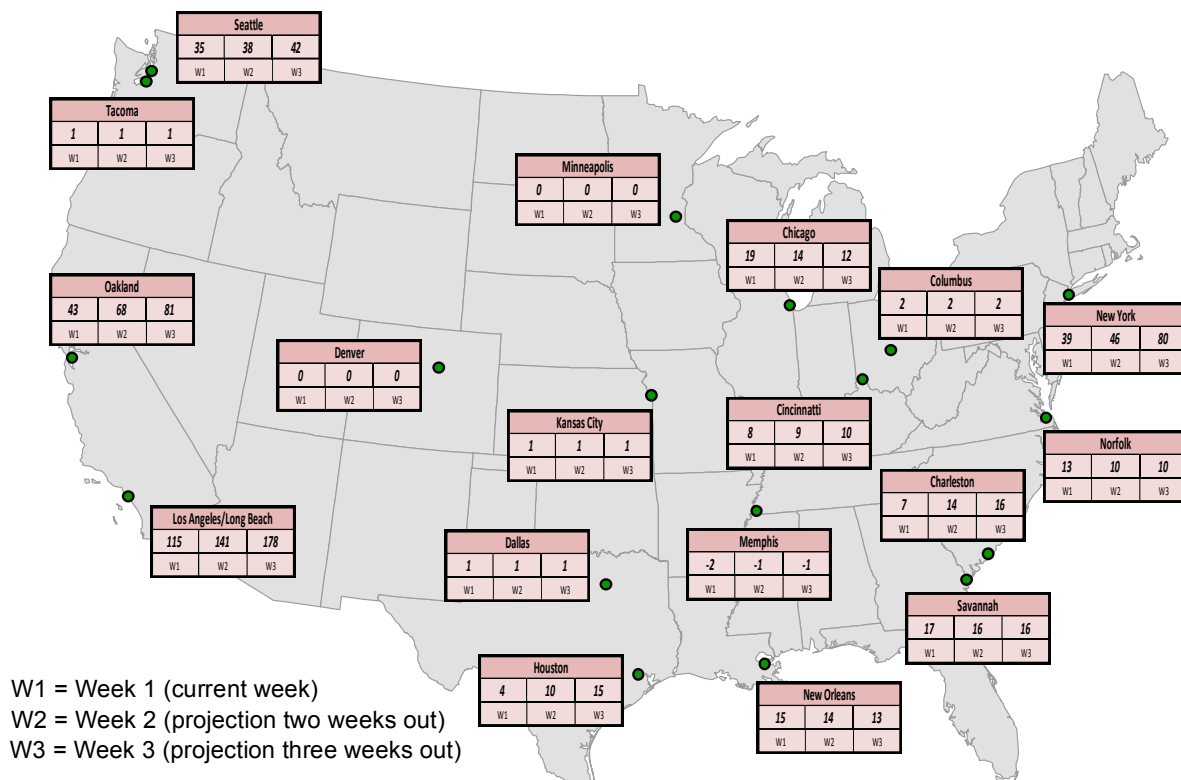 Seattle
35 38 42
W1 W2 W3
Tacoma
1 1 1
W1 W2 W3
Minneapolis
0 0 0
W1 W2 W3
Chicago
19 14 12
W1 W2 W3
Columbus
2 2 2
W1 W2 W3
Oakland
43 68 81
W1 W2 W3
New York
39 46 80
W1 W2 W3
Denver
0 0 0
W1 W2 W3
Kansas City
1 1 1
W1 W2 W3
Cincinnatti
8 9 10
W1 W2 W3
Norfolk
13 10 10
W1 W2 W3
Charleston
7 14 16
W1 W2 W3
Los Angeles/Long Beach
115 141 178
W1 W2 W3
Dallas
1 1 1
W1 W2 W3
Memphis
-2 -1 -1
W1 W2 W3
Savannah
17 16 16
W1 W2 W3
Houston
4 10 15
W1 W2 W3
New Orleans
15 14 13
W1 W2 W3
W1 = Week 1 (current week)
W2 = Week 2 (projection two weeks out)
W3 = Week 3 (projection three weeks out)